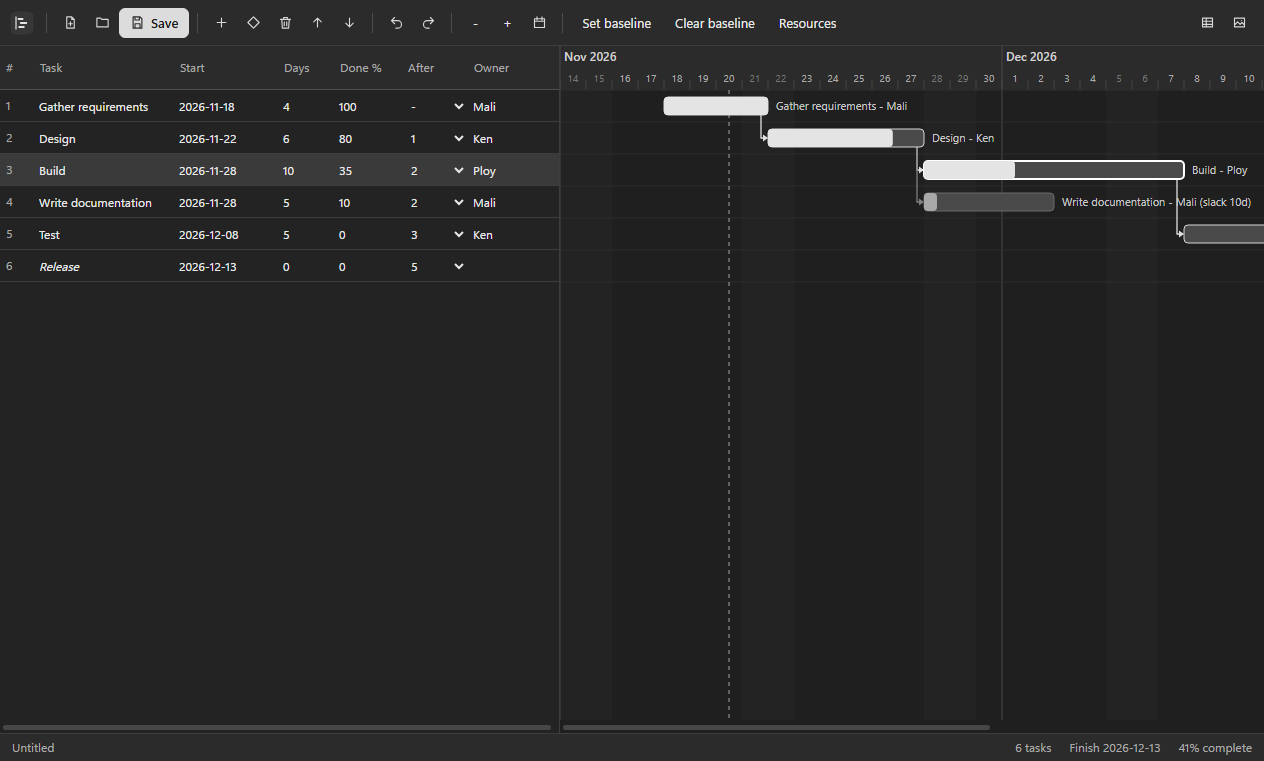 Save - + Set baseline Clear baseline Resources
# Task Start Days Done % After Owner
1 Gather requirements 2026-11-18 4 100 - Mali
2 Design 2026-11-22 6 80 1 Ken
3 Build 2026-11-28 10 35 2 Ploy
4 Write documentation 2026-11-28 5 10 2 Mali
5 Test 2026-12-08 5 0 3 Ken
6 Release 2026-12-13 0 0 5
Nov 2026 Dec 2026
14 15 16 17 18 19 20 21 22 23 24 25 26 27 28 29 30 1 2 3 4 5 6 7 8 9 10
Gather requirements - Mali
Design - Ken
Build - Ploy
Write documentation - Mali (slack 10d)
Untitled 6 tasks Finish 2026-12-13 41% complete